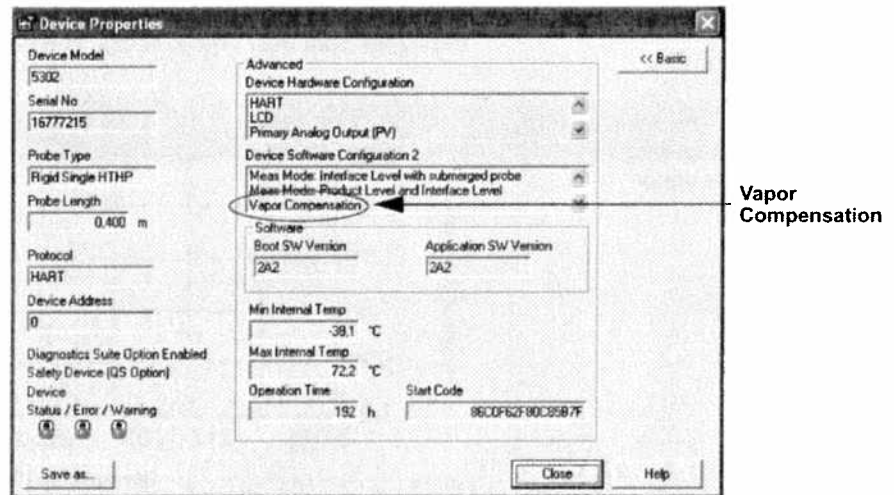 Device Properties
Device Model
5302
Serial No
16777215
Probe Type
Rigid Single HTHP
Probe Length
0,400 m
Protocol
HART
Device Address
0
Diagnostics Suite Option Enabled
Safety Device (QS Option)
Device
Status / Error / Warning
Save as...
Advanced
Device Hardware Configuration
HART
LCD
Primary Analog Output (PV)
Device Software Configuration 2
Meas Mode: Interface Level with submerged probe
Meas Mode: Product Level and Interface Level
Vapor Compensation
Software
Boot SW Version
2A2
Application SW Version
2A2
Min Internal Temp
-38,1 °C
Max Internal Temp
72,2 °C
Operation Time
192 h
Start Code
86C0F62F80C85B7F
<< Basic
Close
Help
Vapor
Compensation